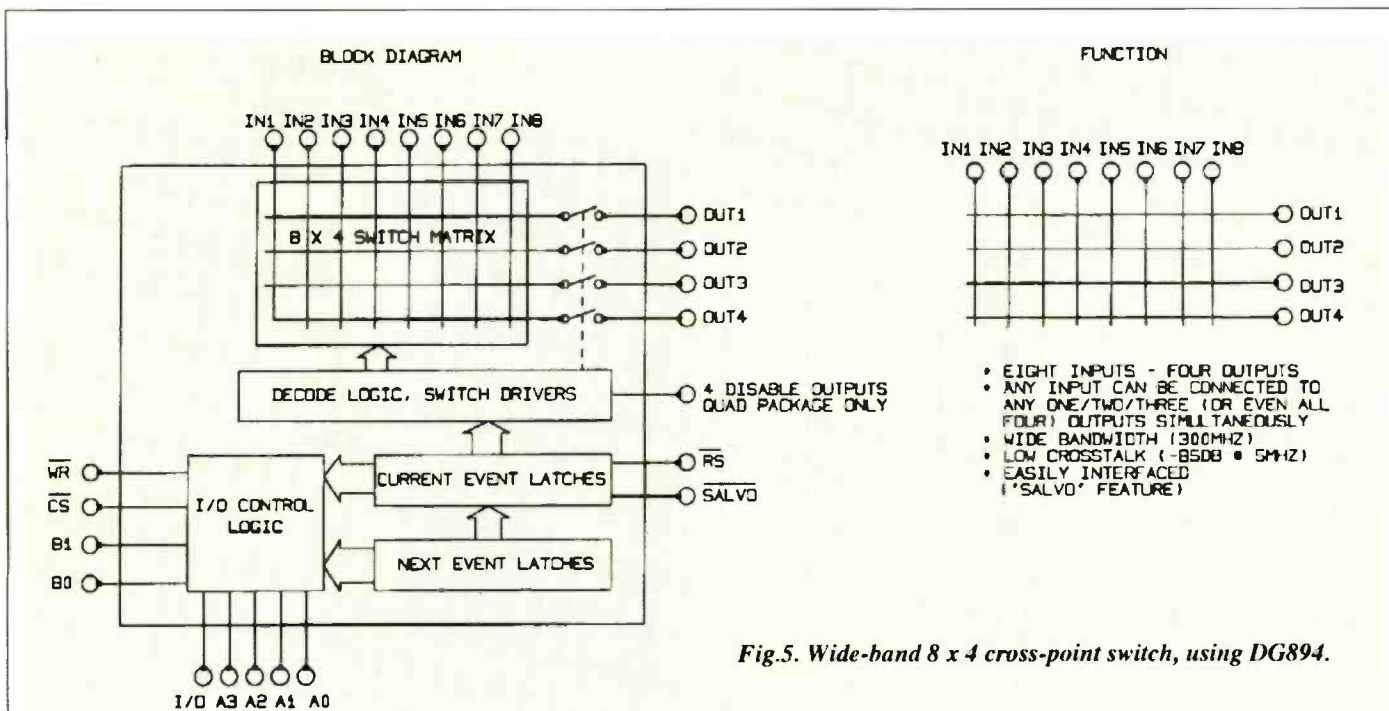 BLOCK DIAGRAM
IN1 IN2 IN3 IN4 IN5 IN6 IN7 IN8
8 X 4 SWITCH MATRIX
OUT1
OUT2
OUT3
OUT4
DECODE LOGIC, SWITCH DRIVERS
4 DISABLE OUTPUTS
QUAD PACKAGE ONLY
WR
CS
B1
B0
I/O CONTROL
LOGIC
CURRENT EVENT LATCHES
RS
SALVO
NEXT EVENT LATCHES
I/O A3 A2 A1 A0
FUNCTION
IN1 IN2 IN3 IN4 IN5 IN6 IN7 IN8
OUT1
OUT2
OUT3
OUT4
• EIGHT INPUTS - FOUR OUTPUTS
• ANY INPUT CAN BE CONNECTED TO
ANY ONE/TWO/THREE (OR EVEN ALL
FOUR) OUTPUTS SIMULTANEOUSLY
• WIDE BANDWIDTH (300MHZ)
• LOW CROSSTALK (-85DB @ 5MHZ)
• EASILY INTERFACED
('SALVO' FEATURE)
Fig.5. Wide-band 8 x 4 cross-point switch, using DG894.